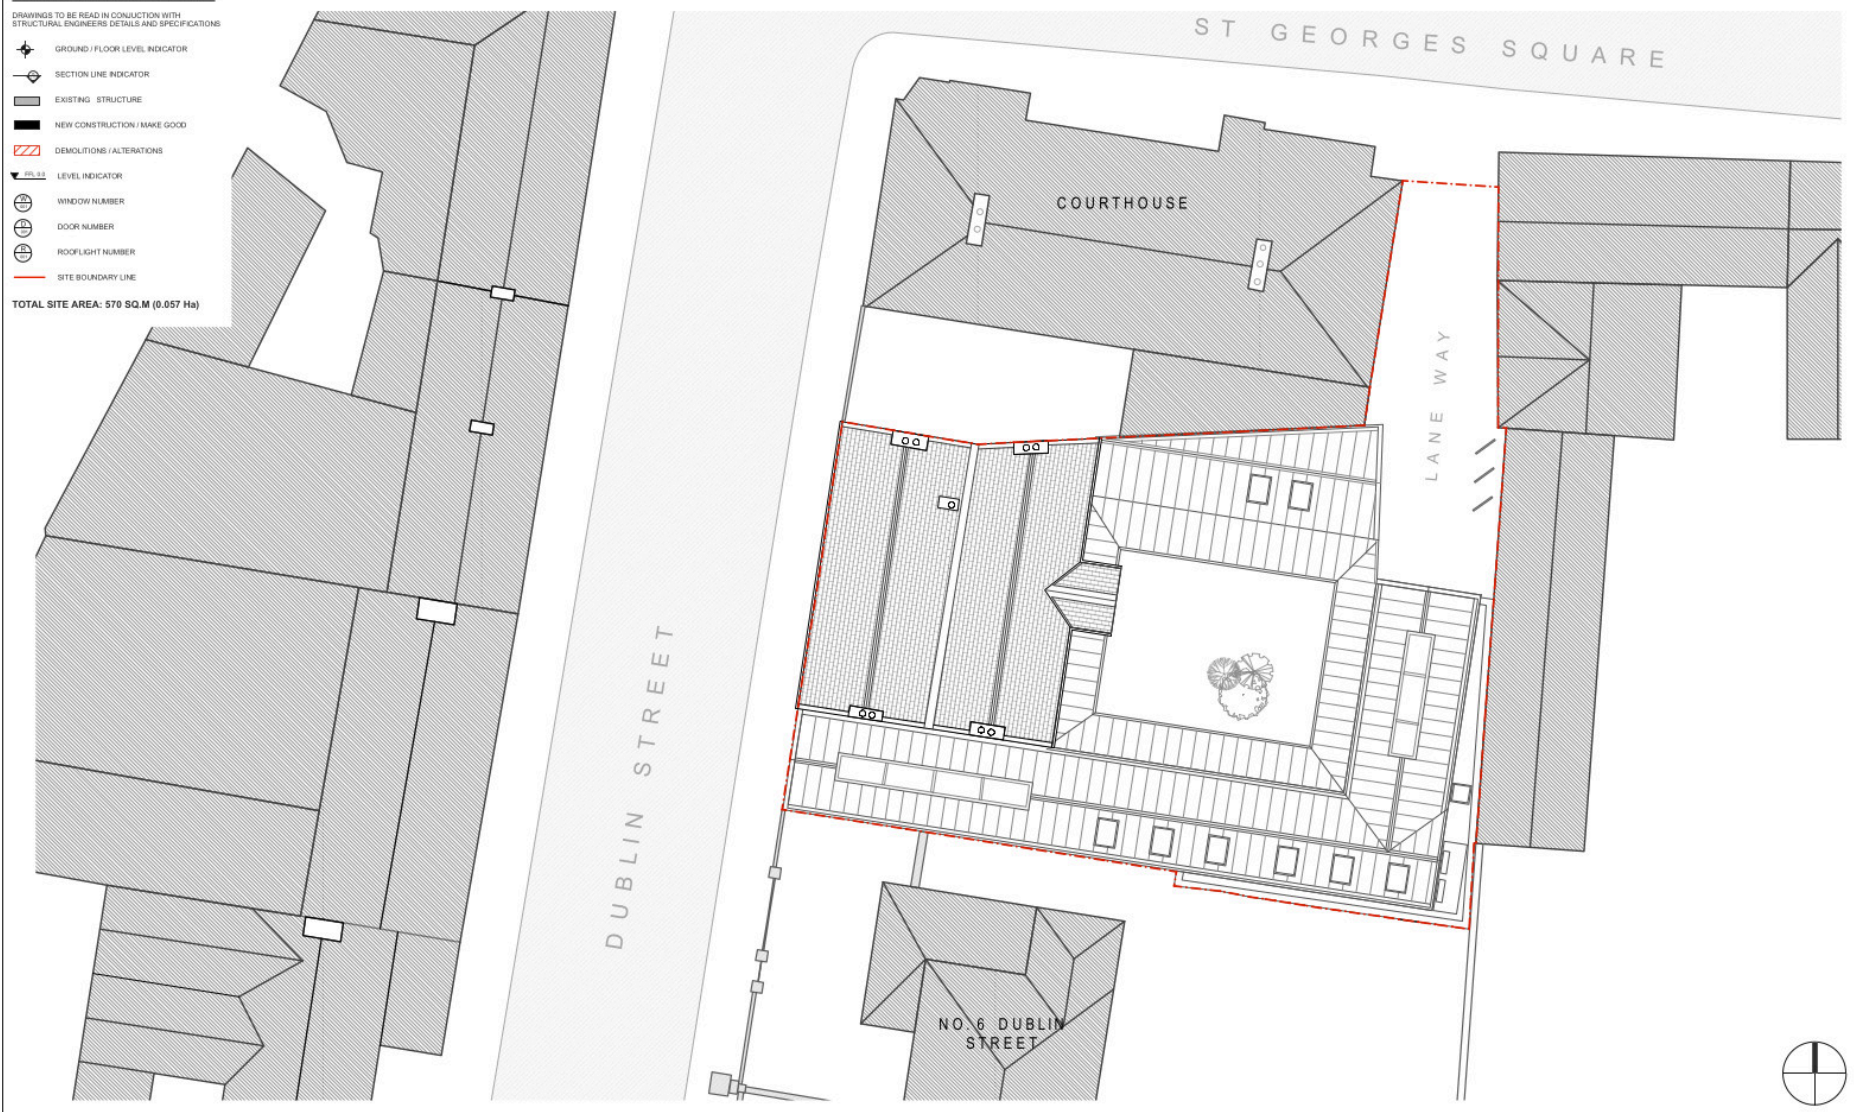 DRAWINGS TO BE READ IN CONJUCTION WITH
STRUCTURAL ENGINEERS DETAILS AND SPECIFICATIONS
GROUND / FLOOR LEVEL INDICATOR
SECTION LINE INDICATOR
EXISTING STRUCTURE
NEW CONSTRUCTION / MAKE GOOD
DEMOLITIONS / ALTERATIONS
LEVEL INDICATOR
WINDOW NUMBER
DOOR NUMBER
ROOFLIGHT NUMBER
SITE BOUNDARY LINE
TOTAL SITE AREA: 570 SQ.M (0.057 Ha)
ST GEORGES SQUARE
COURTHOUSE
LANE WAY
DUBLIN STREET
NO. 6 DUBLIN
STREET